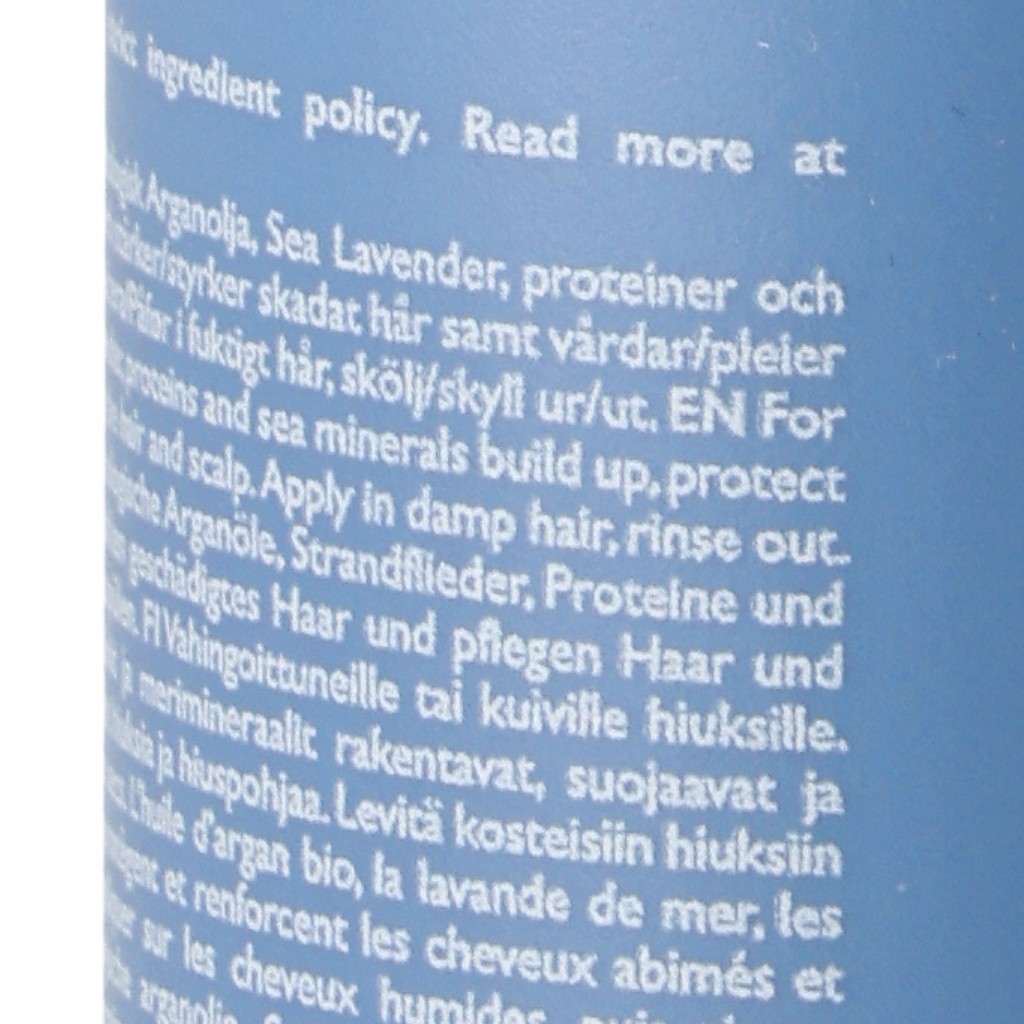 ingredient policy. Read more at
Arganolja, Sea Lavender, proteiner och
/styrker skadat hår samt vårdar/pleier
i fuktigt hår, skölj/skyll ur/ut. EN For
proteins and sea minerals build up, protect
and scalp. Apply in damp hair, rinse out.
Arganöle, Strandflieder, Proteine und
geschädigtes Haar und pflegen Haar und
FI Vahingoittuneille tai kuiville hiuksille.
ja merimineraalit rakentavat, suojaavat ja
ja hiuspohjaa. Levitä kosteisiin hiuksiin
L'huile d'argan bio, la lavande de mer, les
et renforcent les cheveux abimés et
sur les cheveux humides,
arganolie